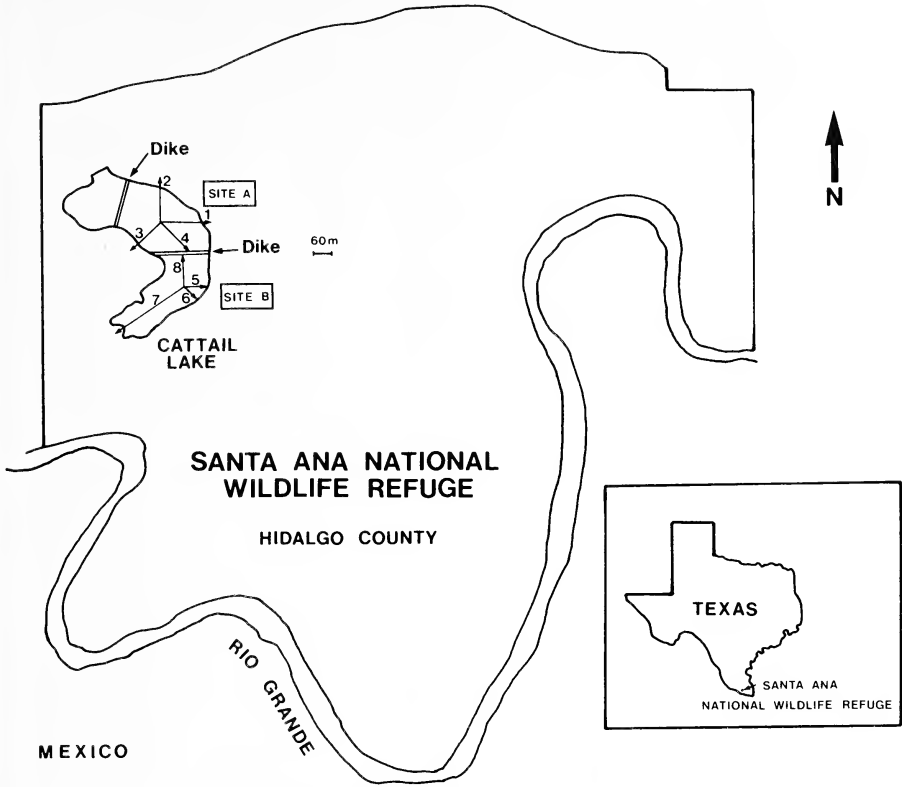 Dike
2
SITE A
1
3
4
Dike
60m
N
8
5
7
6
SITE B
CATTAIL
LAKE
SANTA ANA NATIONAL
WILDLIFE REFUGE
HIDALGO COUNTY
RIO GRANDE
MEXICO
TEXAS
SANTA ANA
NATIONAL WILDLIFE REFUGE